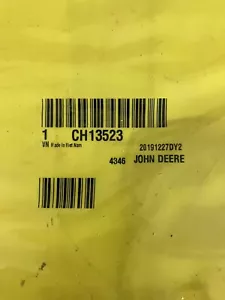 1 CH13523
VN Made in Viet Nam 20191227DY2
4346 JOHN DEERE